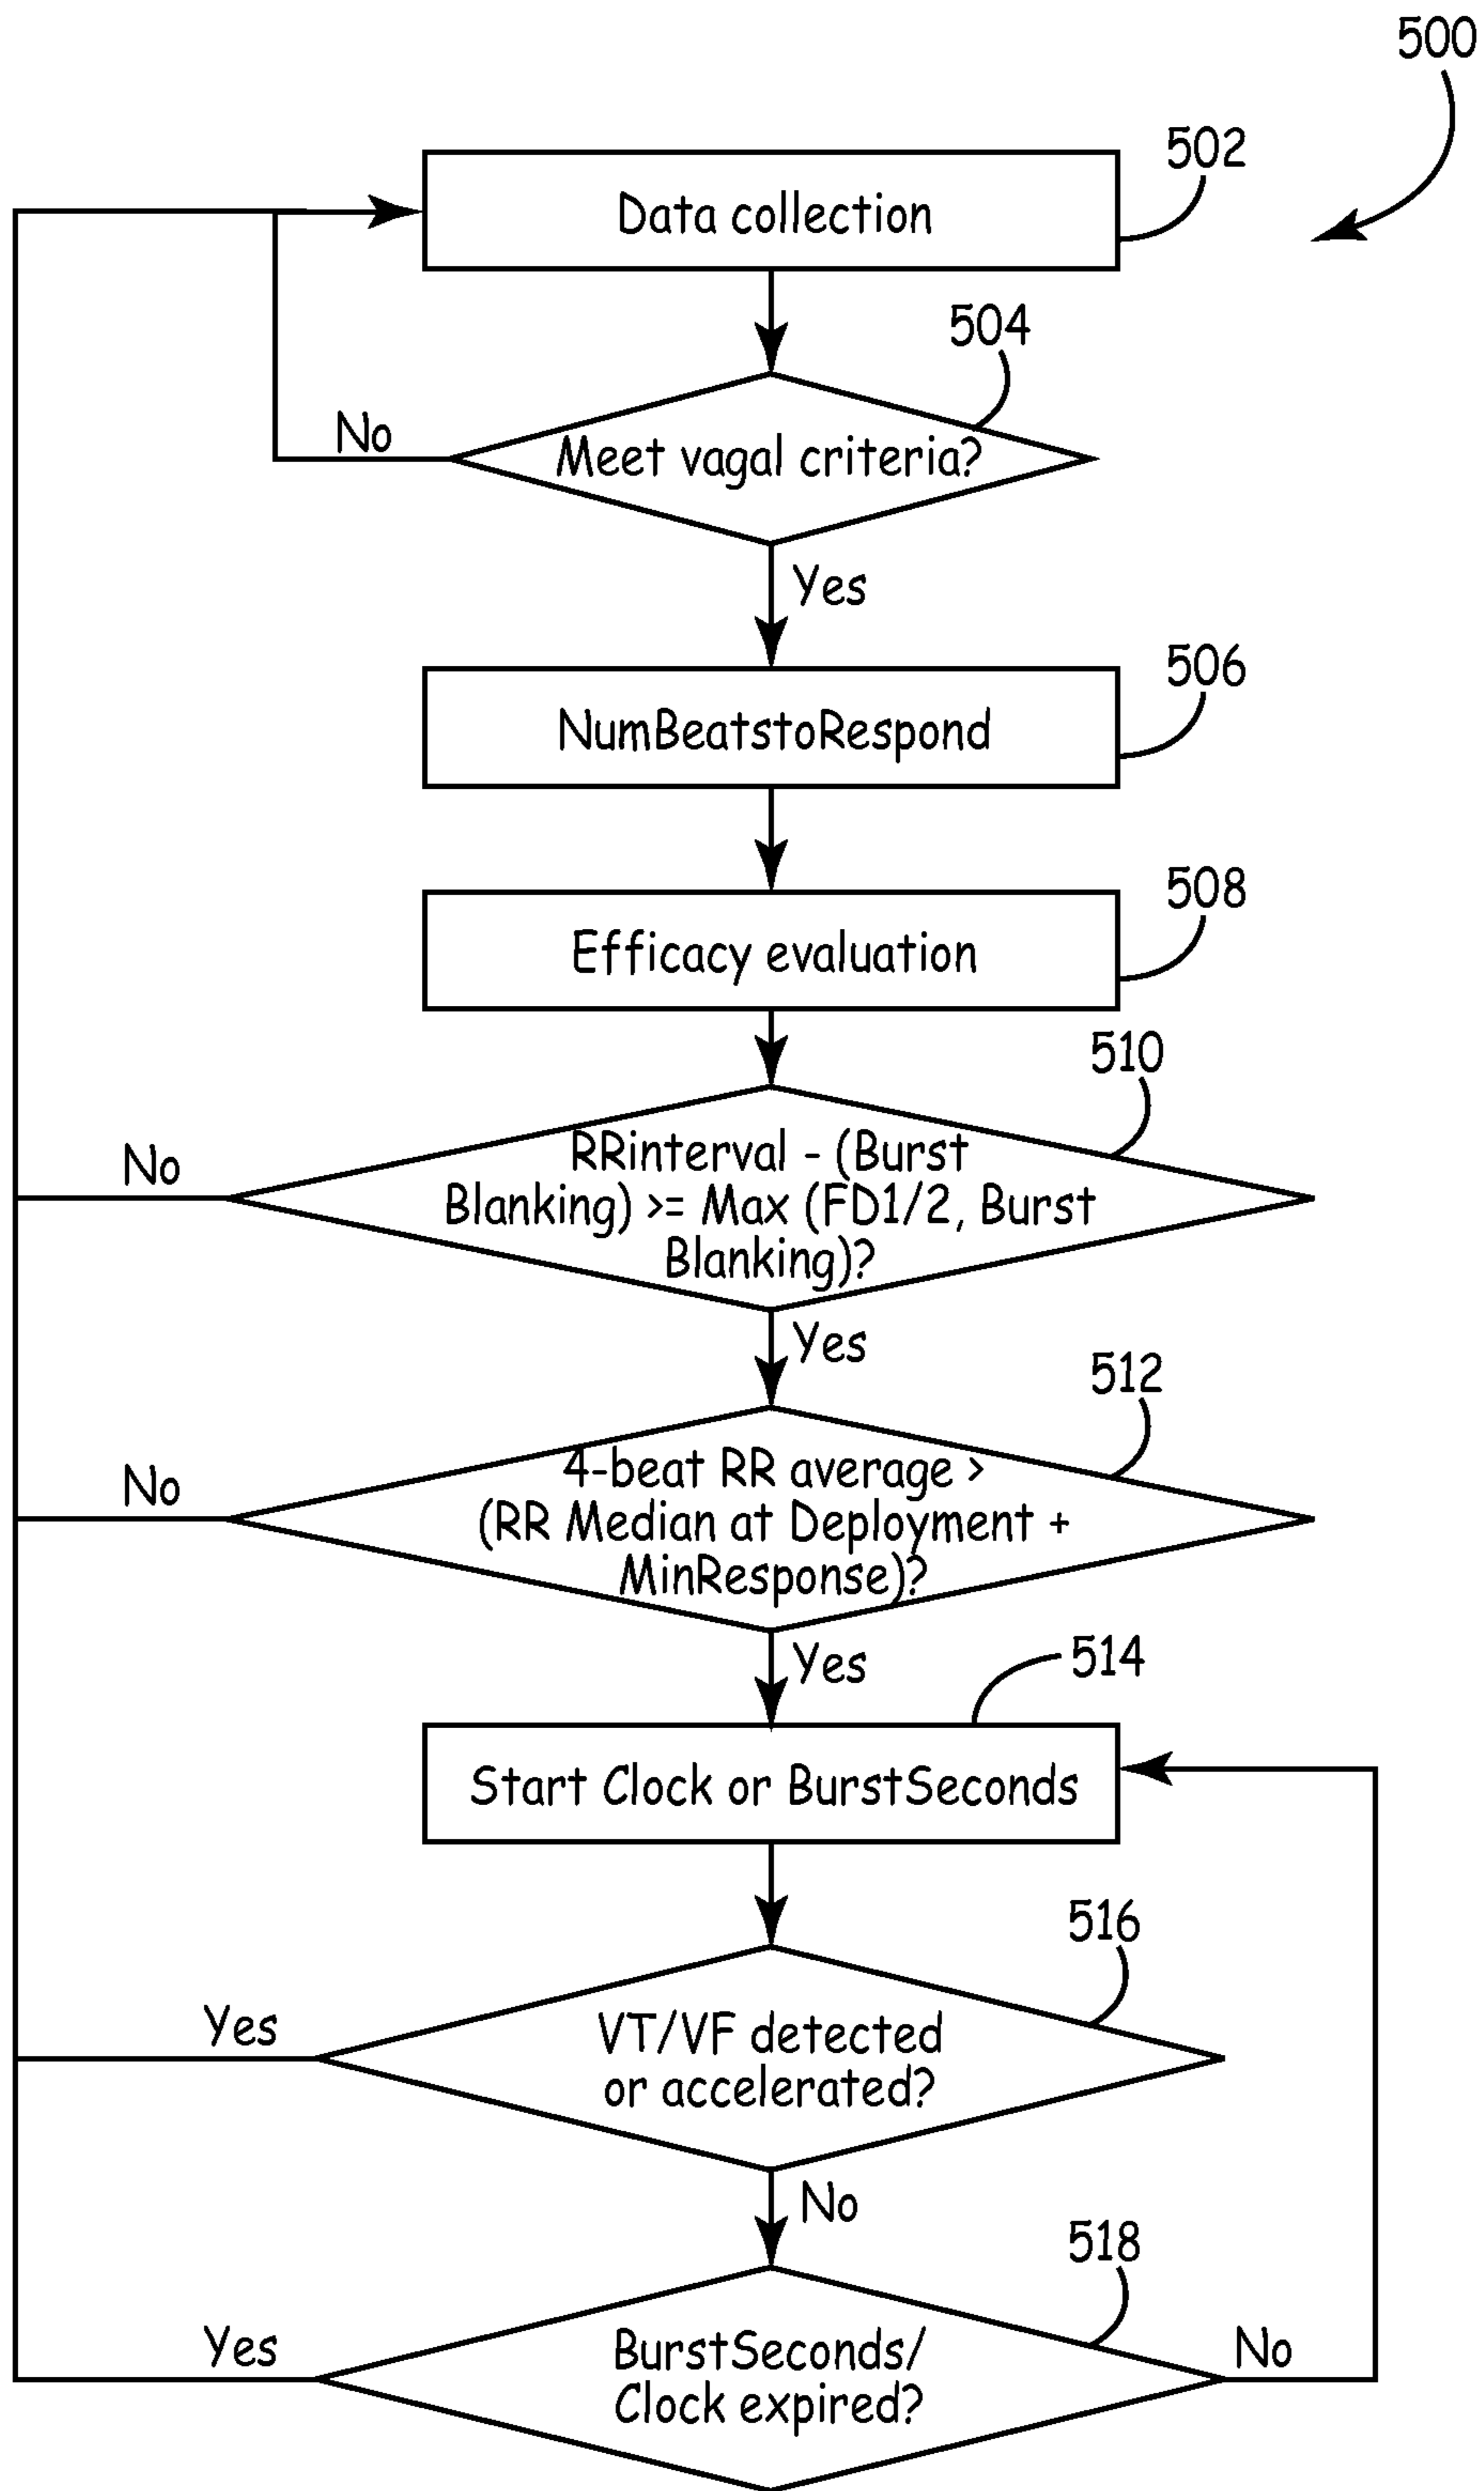 500
502
Data collection
504
No
Meet vagal criteria?
Yes
506
NumBeatstoRespond
508
Efficacy evaluation
510
No
RRinterval - (Burst
Blanking) >= Max (FD1/2, Burst
Blanking)?
Yes
512
No
4-beat RR average >
(RR Median at Deployment +
MinResponse)?
Yes
514
Start Clock or BurstSeconds
516
Yes
VT/VF detected
or accelerated?
No
518
Yes
BurstSeconds/
Clock expired?
No